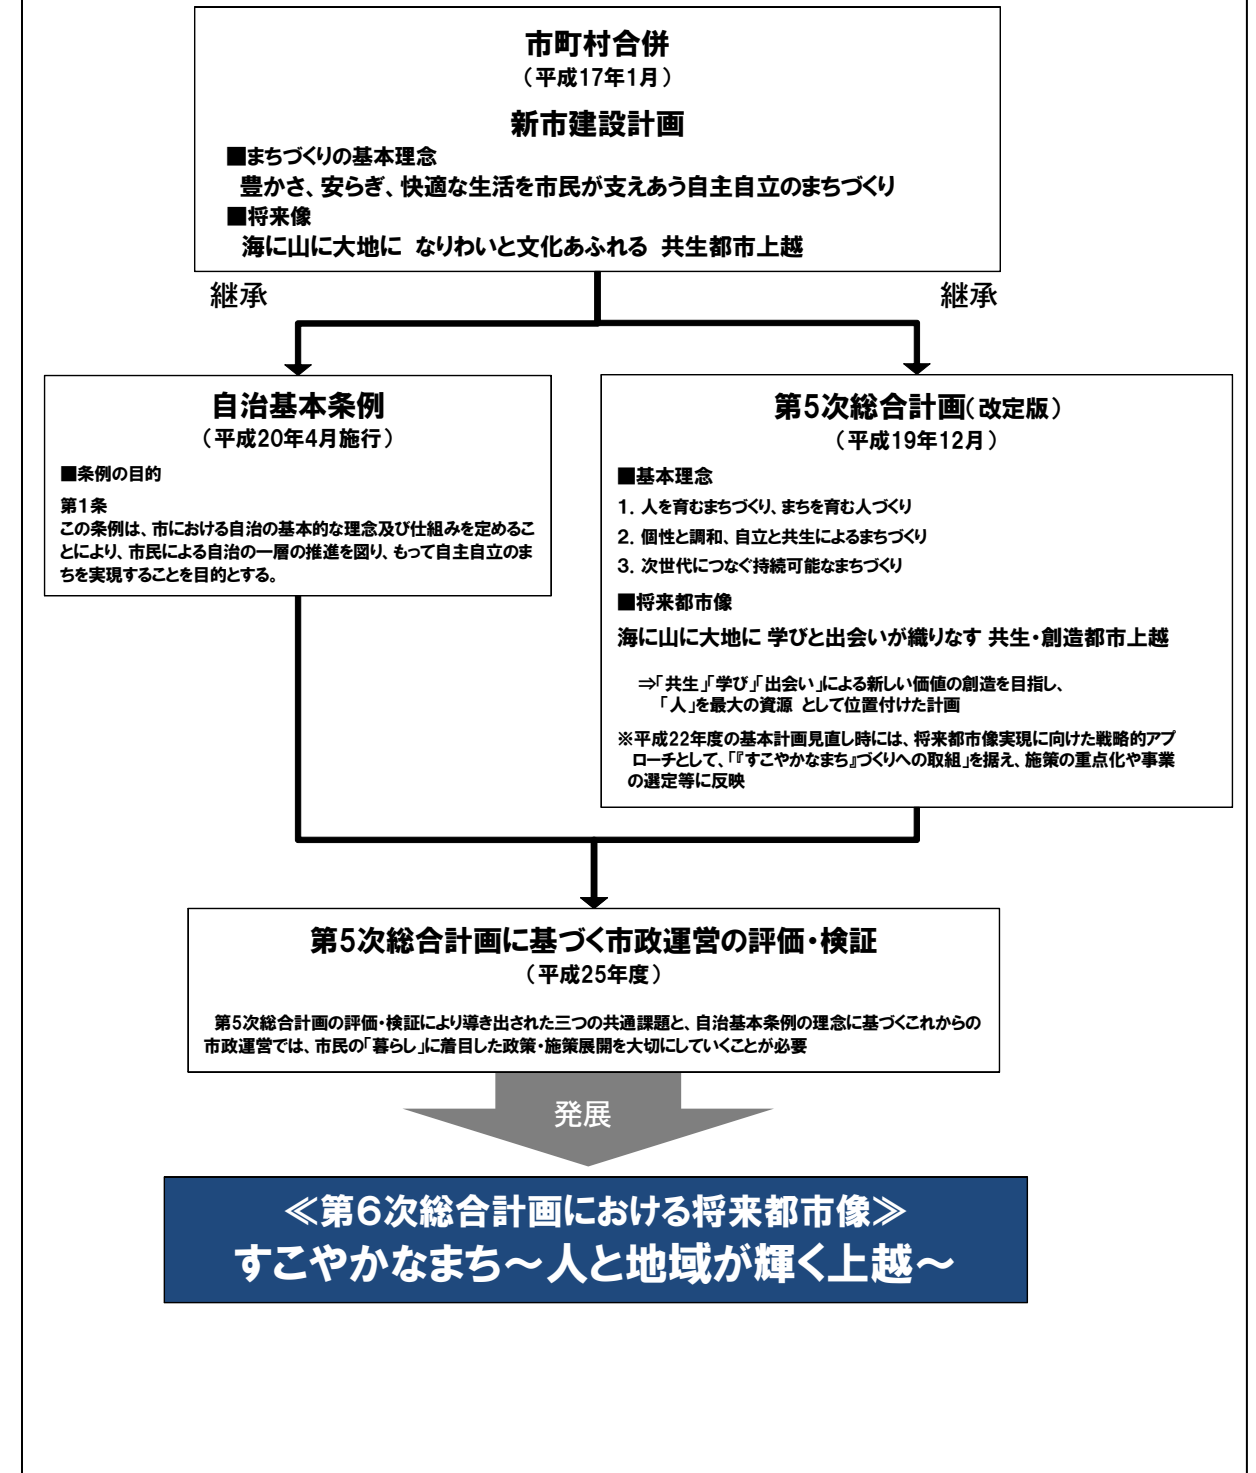 市町村合併
（平成17年1月）
新市建設計画
■まちづくりの基本理念
豊かさ、安らぎ、快適な生活を市民が支えあう自主自立のまちづくり
■将来像
海に山に大地に なりわいと文化あふれる 共生都市上越
継承
継承
自治基本条例
（平成20年4月施行）
■条例の目的
第1条
この条例は、市における自治の基本的な理念及び仕組みを定めるこ
とにより、市民による自治の一層の推進を図り、もって自主自立のま
ちを実現することを目的とする。
第5次総合計画（改定版）
（平成19年12月）
■基本理念
1．人を育むまちづくり、まちを育む人づくり
2．個性と調和、自立と共生によるまちづくり
3．次世代につなぐ持続可能なまちづくり
■将来都市像
海に山に大地に 学びと出会いが織りなす 共生・創造都市上越
⇒「共生」「学び」「出会い」による新しい価値の創造を目指し、
「人」を最大の資源 として位置付けた計画
※平成22年度の基本計画見直し時には、将来都市像実現に向けた戦略的アプ
ローチとして、「『すこやかなまち』づくりへの取組」を据え、施策の重点化や事業
の選定等に反映
第5次総合計画に基づく市政運営の評価・検証
（平成25年度）
第5次総合計画の評価・検証により導き出された三つの共通課題と、自治基本条例の理念に基づくこれからの
市政運営では、市民の「暮らし」に着目した政策・施策展開を大切にしていくことが必要
発展
≪第6次総合計画における将来都市像≫
すこやかなまち～人と地域が輝く上越～